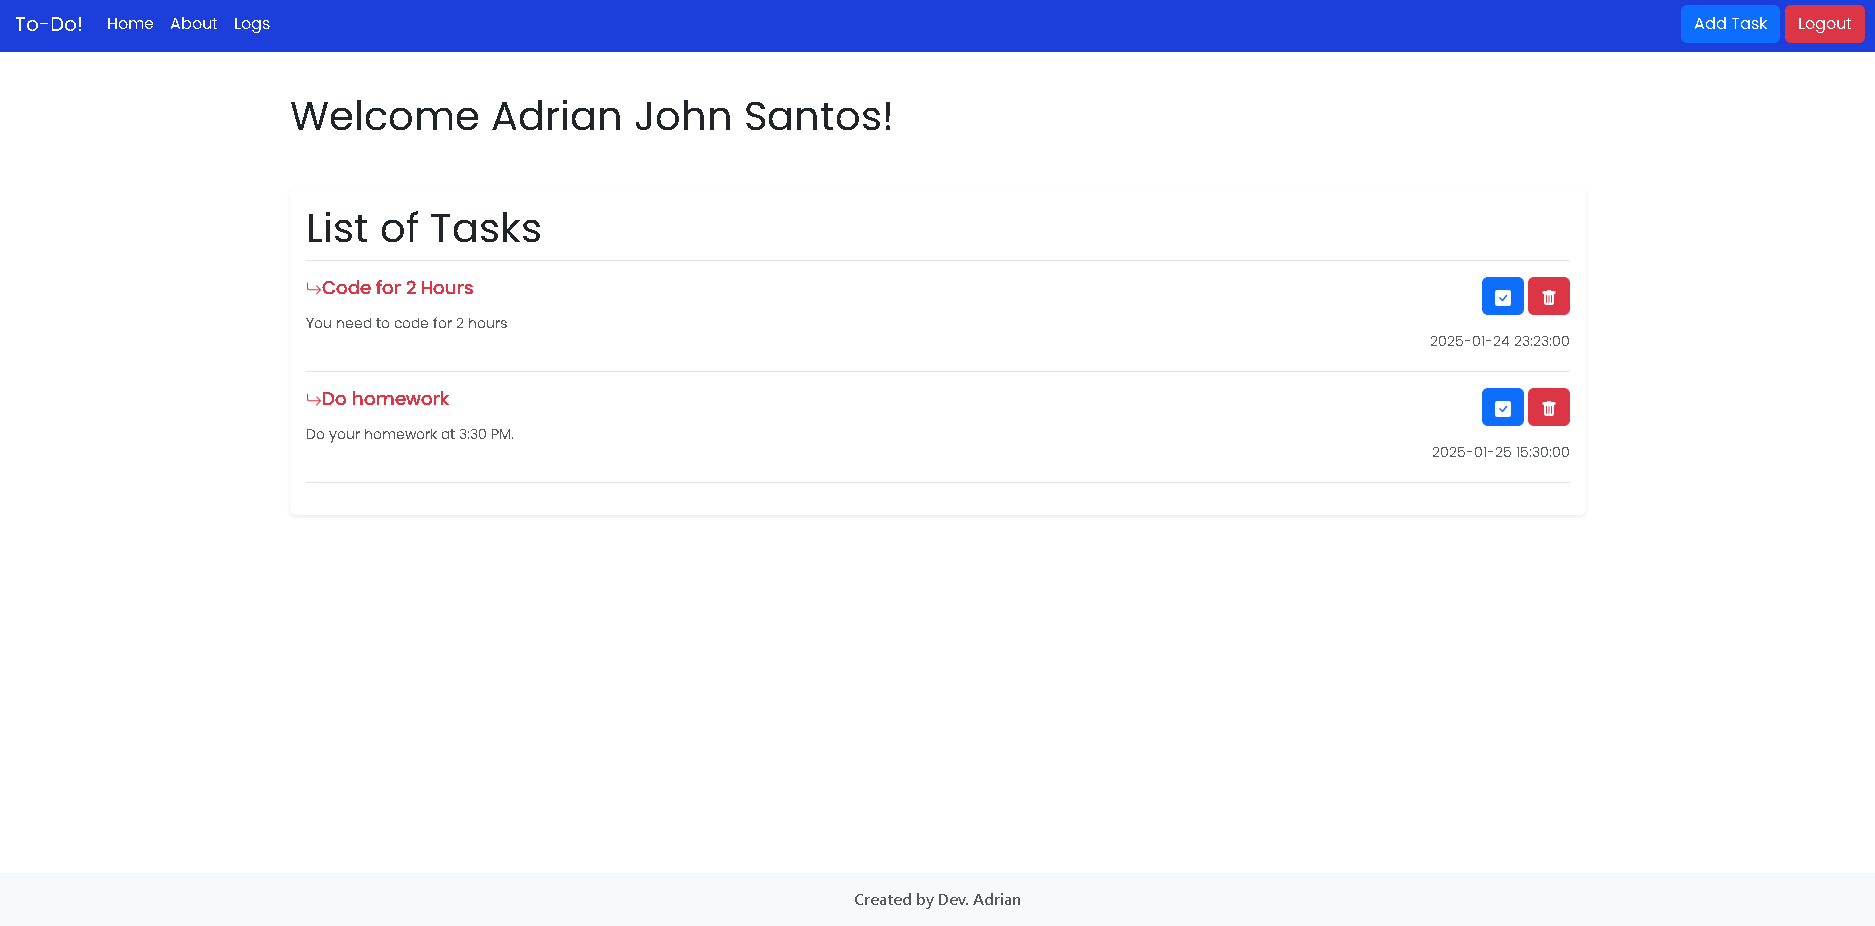 To-Do! Home About Logs Add Task Logout
Welcome Adrian John Santos!
List of Tasks
Code for 2 Hours
You need to code for 2 hours
2025-01-24 23:23:00
Do homework
Do your homework at 3:30 PM.
2025-01-25 15:30:00
Created by Dev. Adrian